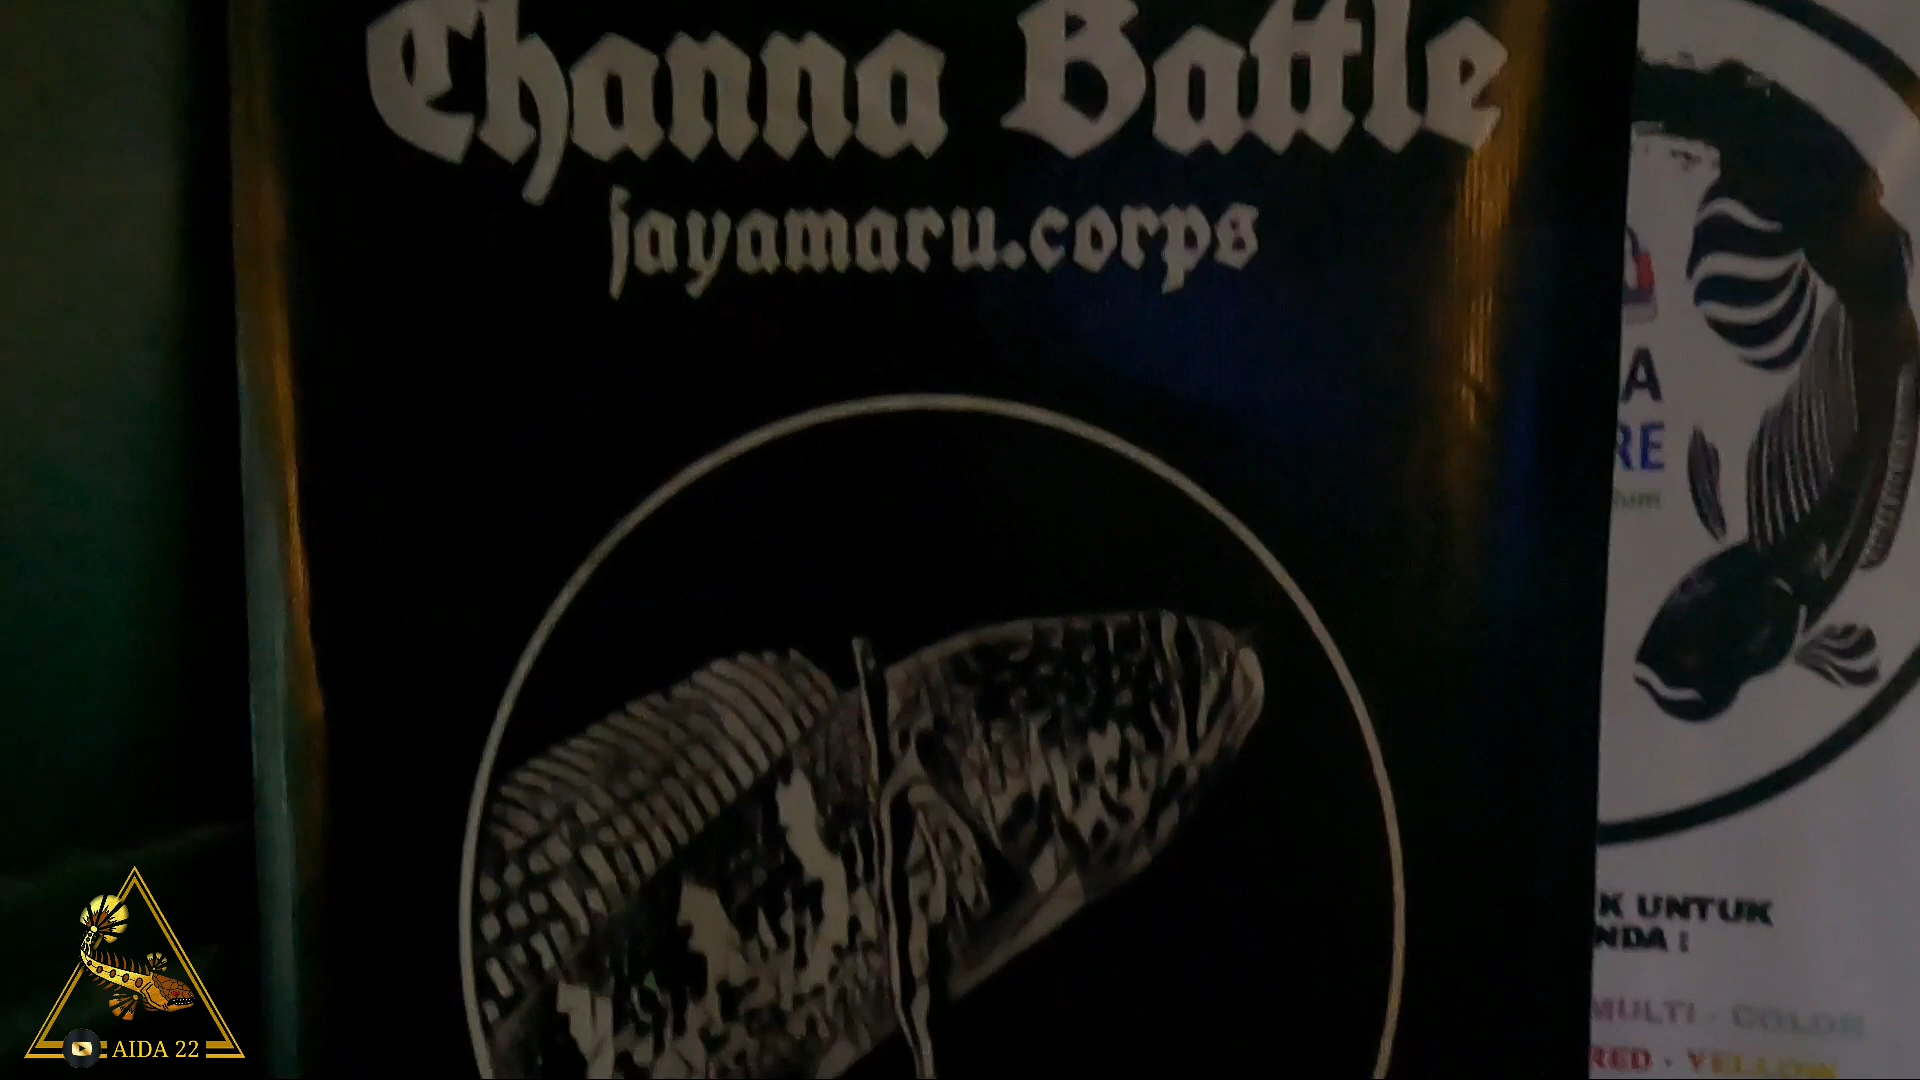 Channa Battle
jayamaru.corps
A
RE
K UNTUK
NDA :
MULTI - COLOR
RED - YELLOW
AIDA 22